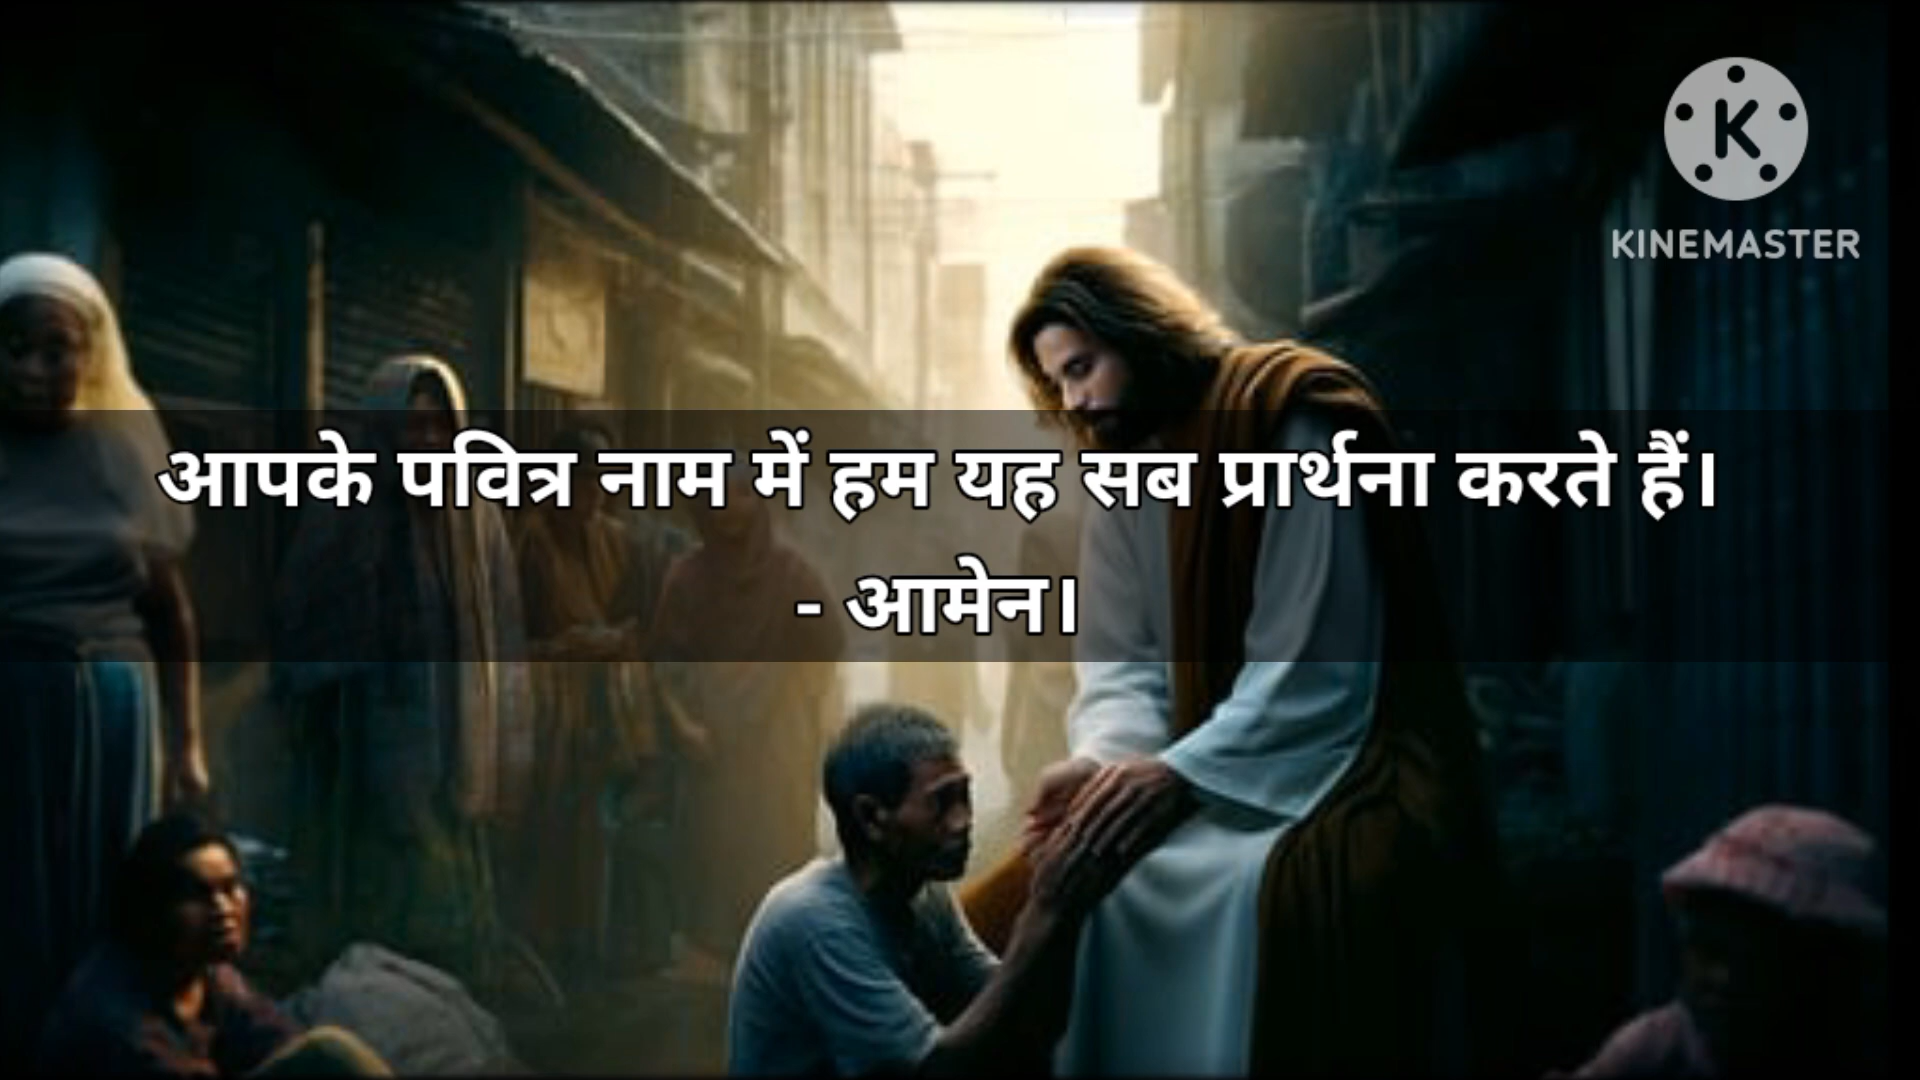 KINEMASTER
आपके पवित्र नाम में हम यह सब प्रार्थना करते हैं।
- आमेन।